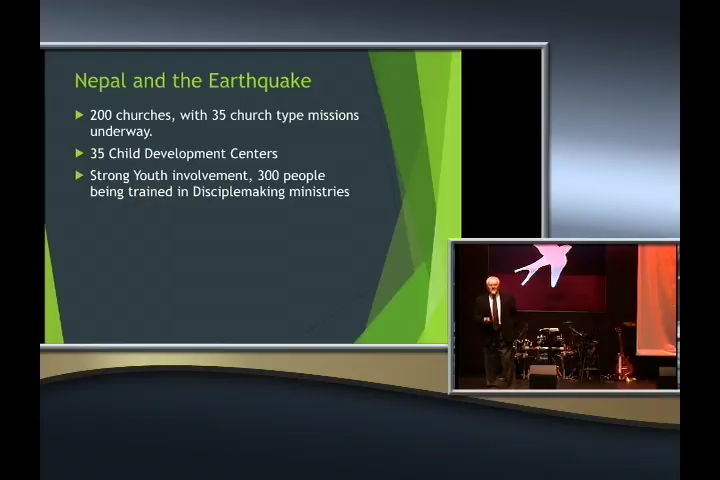 Nepal and the Earthquake
200 churches, with 35 church type missions
underway.
35 Child Development Centers
Strong Youth involvement, 300 people
being trained in Disciplemaking ministries